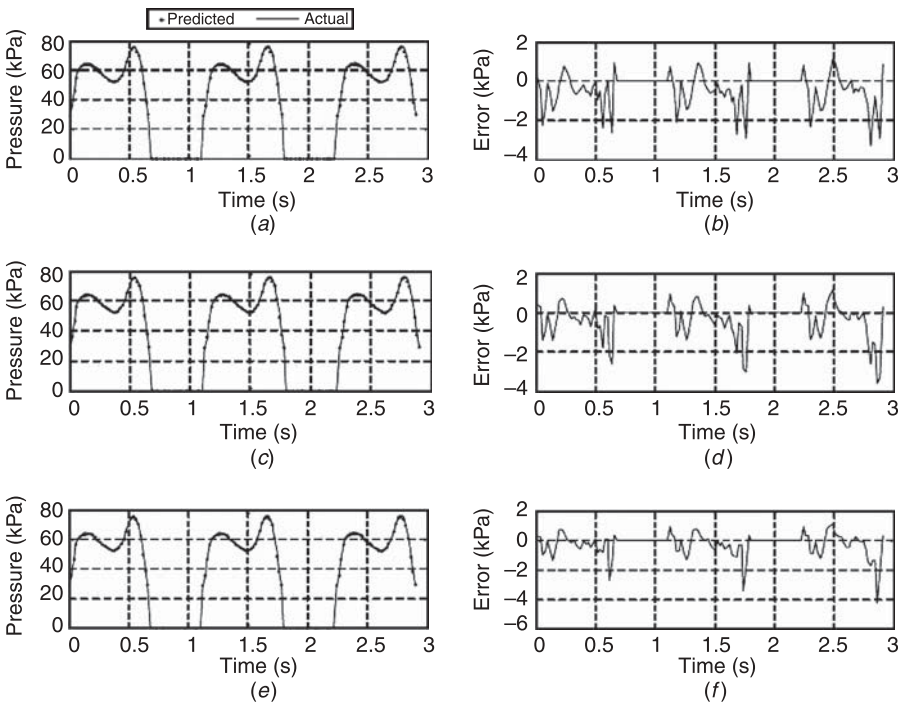 Predicted Actual
Pressure (kPa)
80
60
40
20
0
0 0.5 1 1.5 2 2.5 3
Time (s)
(a)
Error (kPa)
2
0
–2
–4
0 0.5 1 1.5 2 2.5 3
Time (s)
(b)
Pressure (kPa)
80
60
40
20
0
0 0.5 1 1.5 2 2.5 3
Time (s)
(c)
Error (kPa)
2
0
–2
–4
0 0.5 1 1.5 2 2.5 3
Time (s)
(d)
Pressure (kPa)
80
60
40
20
0
0 0.5 1 1.5 2 2.5 3
Time (s)
(e)
Error (kPa)
2
0
–2
–4
–6
0 0.5 1 1.5 2 2.5 3
Time (s)
(f)